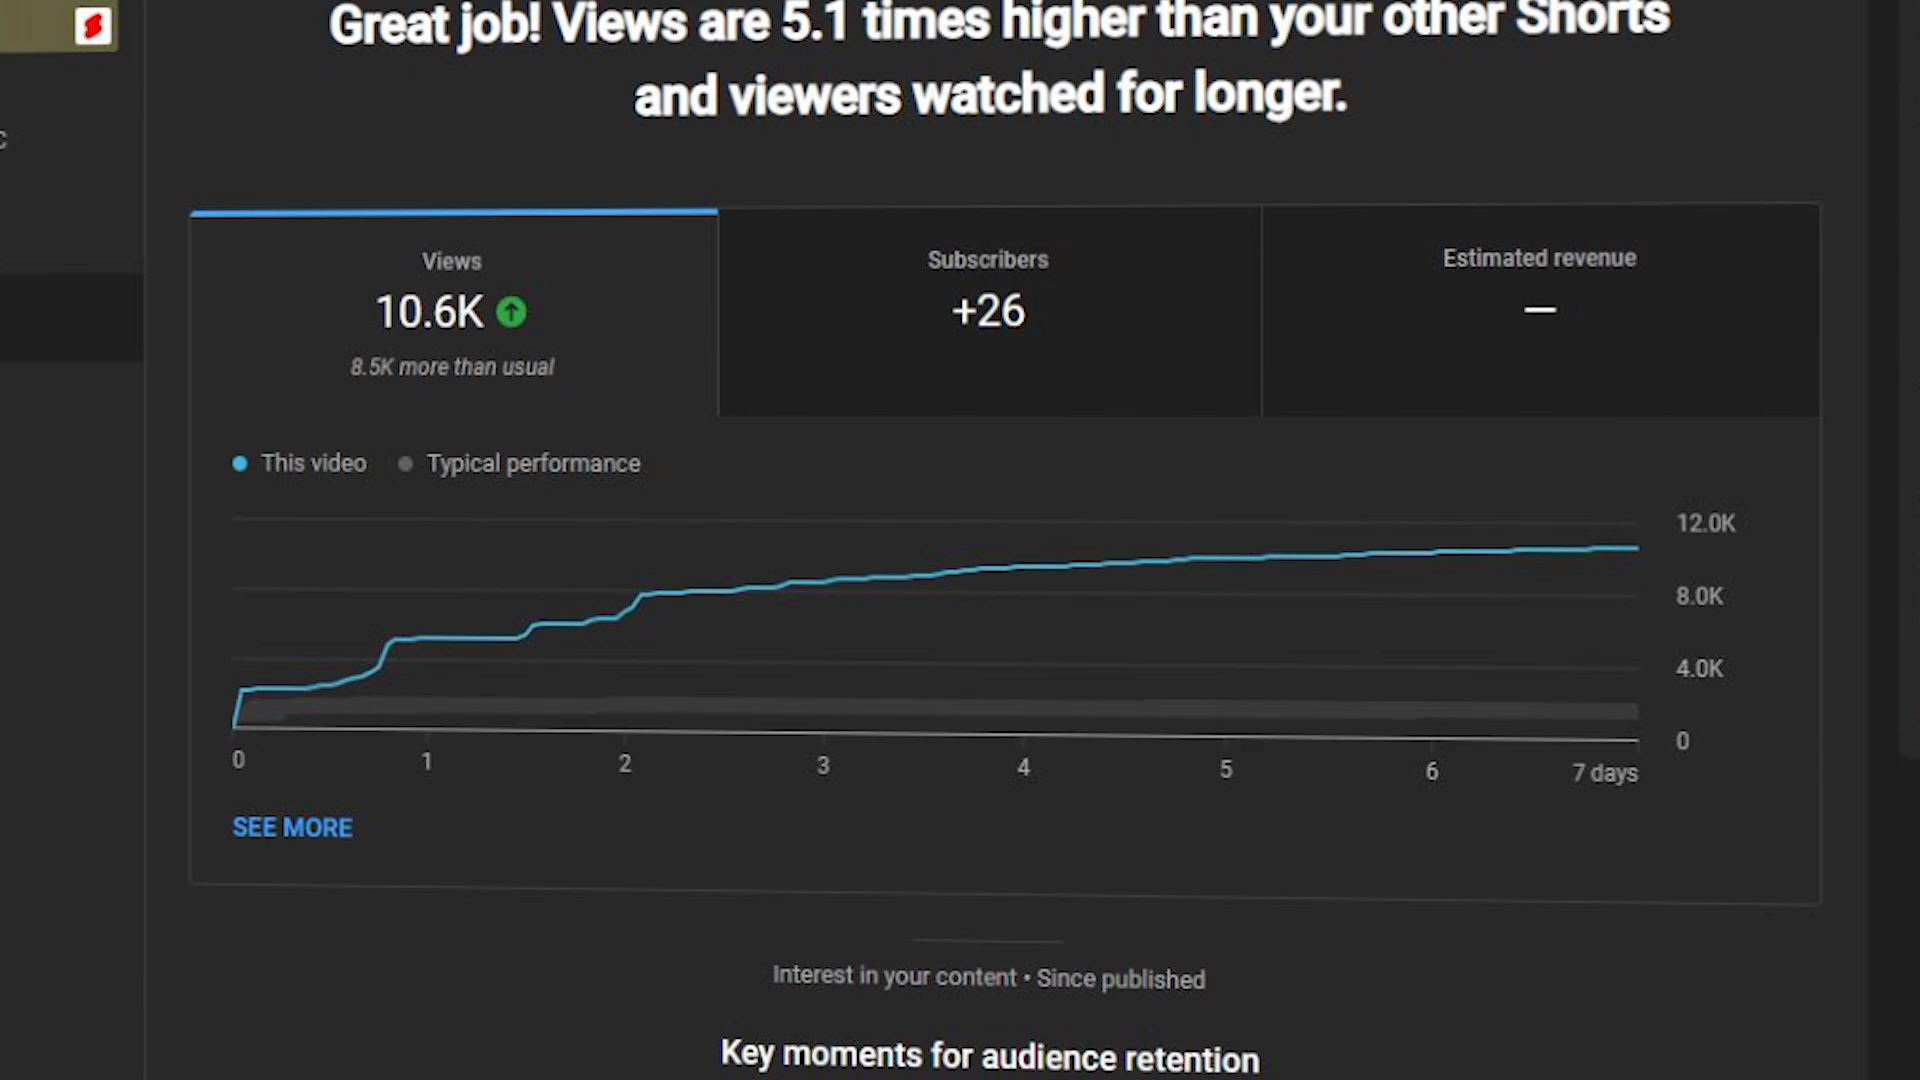 Great job! Views are 5.1 times higher than your other Shorts
and viewers watched for longer.
Views
10.6K
8.5K more than usual
Subscribers
+26
Estimated revenue
—
This video
Typical performance
12.0K
8.0K
4.0K
0
0 1 2 3 4 5 6 7 days
SEE MORE
Interest in your content • Since published
Key moments for audience retention